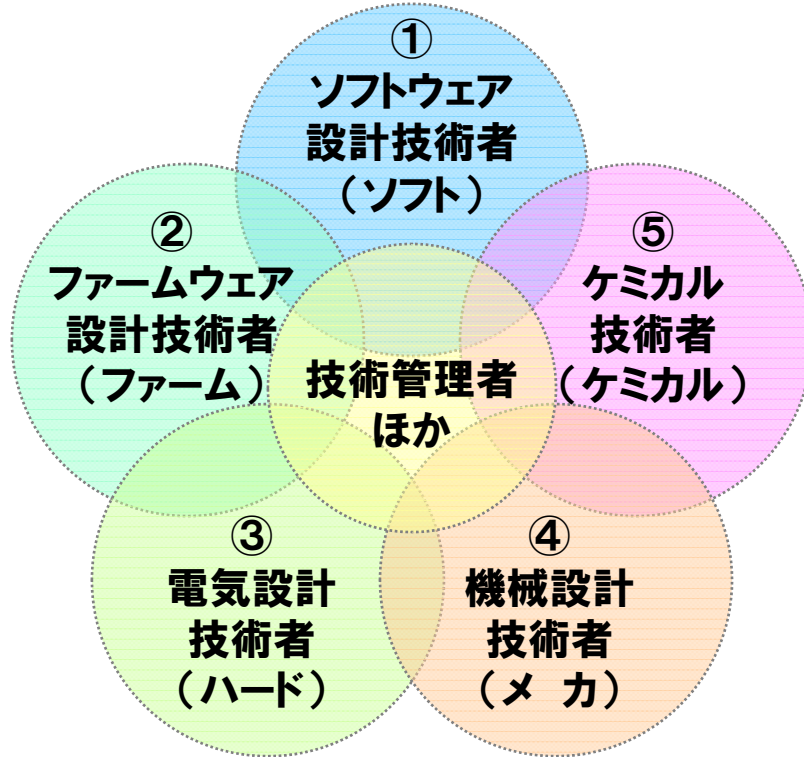 ①
ソフトウェア
設計技術者
(ソフト)
②
ファームウェア
設計技術者
(ファーム)
⑤
ケミカル
技術者
(ケミカル)
技術管理者
ほか
③
電気設計
技術者
(ハード)
④
機械設計
技術者
(メ カ)